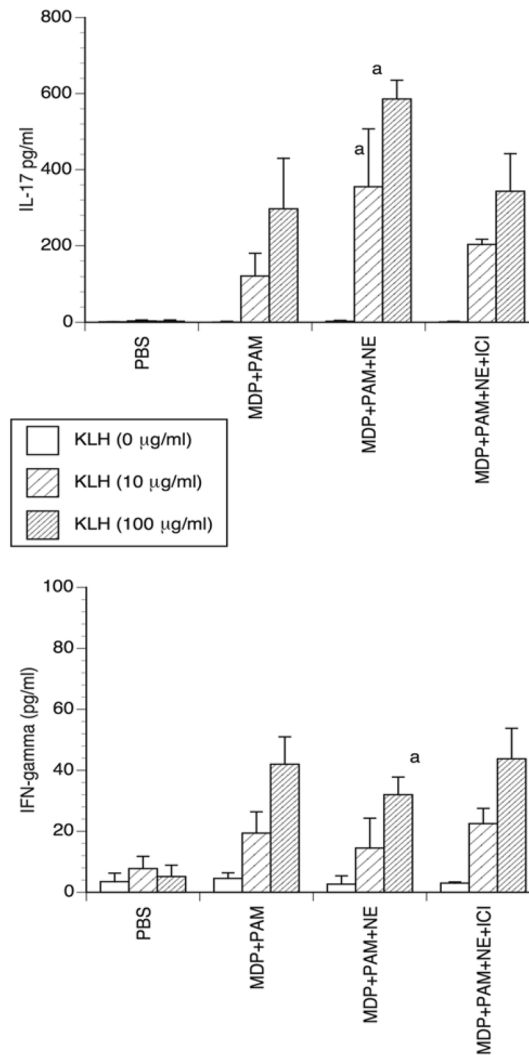 800
600
400
200
0
IL-17 pg/ml
a
a
PBS
MDP+PAM
MDP+PAM+NE
MDP+PAM+NE+ICI
KLH (0 µg/ml)
KLH (10 µg/ml)
KLH (100 µg/ml)
100
80
60
40
20
0
IFN-gamma (pg/ml)
a
PBS
MDP+PAM
MDP+PAM+NE
MDP+PAM+NE+ICI